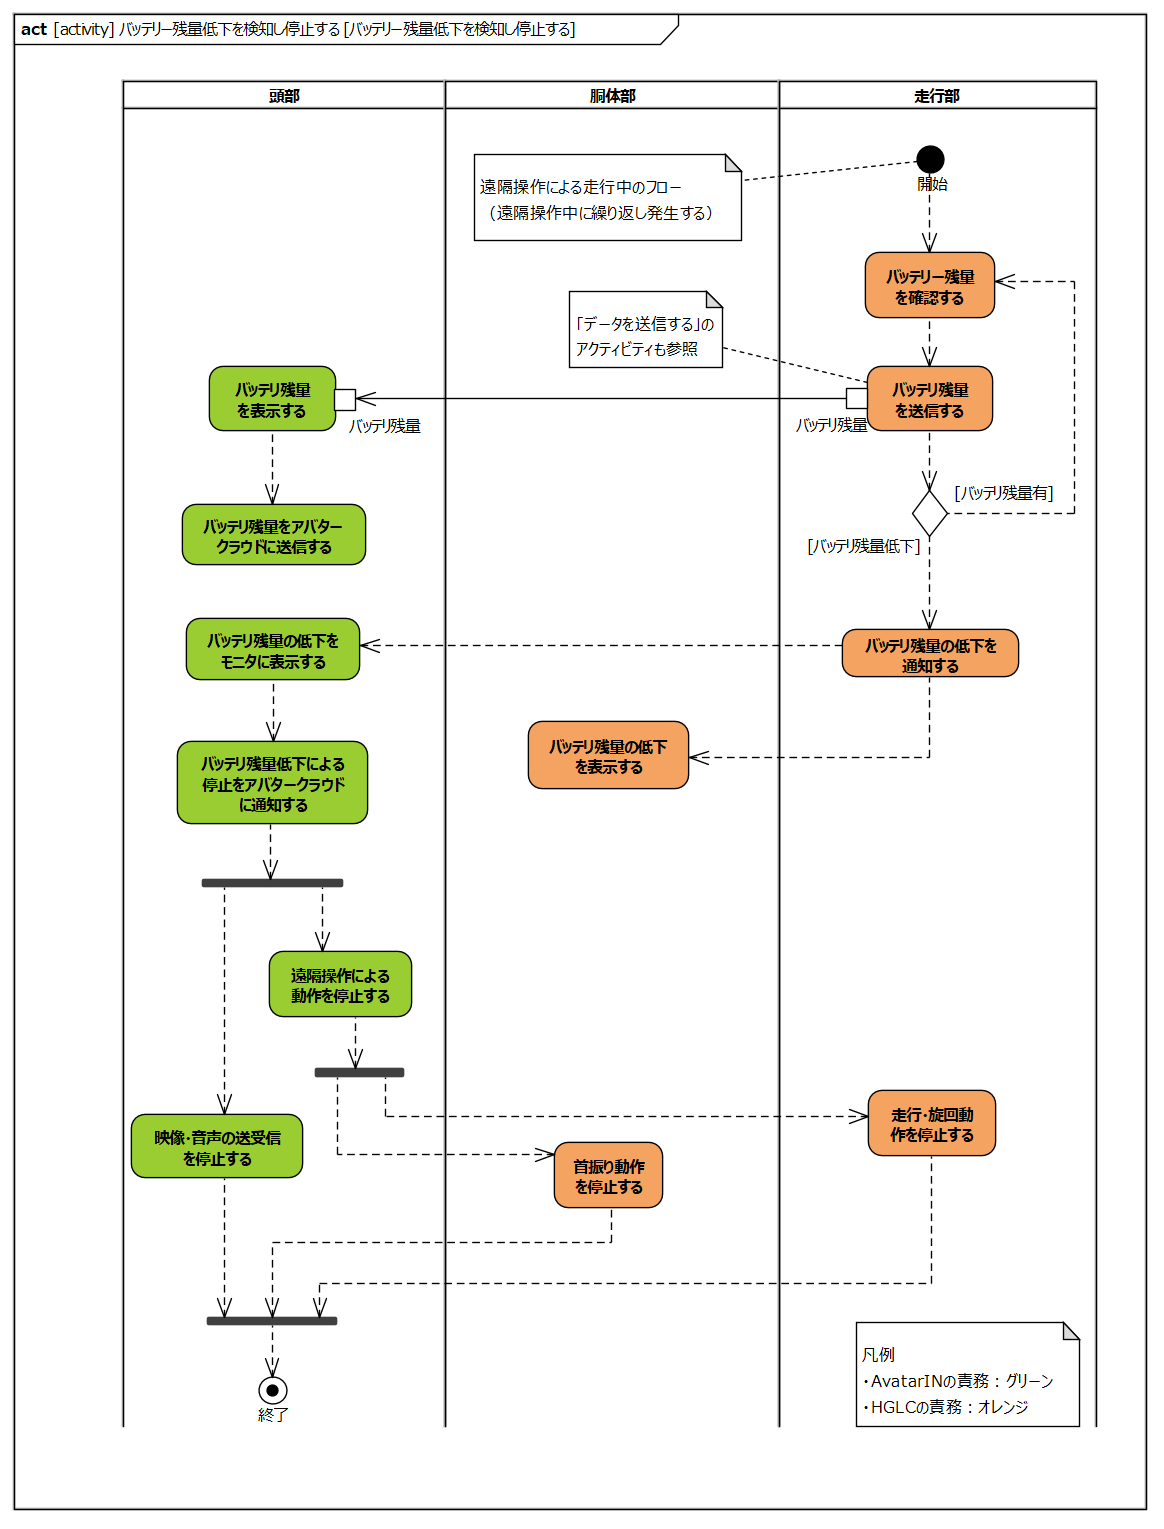 act [activity] バッテリー残量低下を検知し停止する [バッテリー残量低下を検知し停止する]
頭部
胴体部
走行部
開始
遠隔操作による走行中のフロー
（遠隔操作中に繰り返し発生する）
バッテリー残量
を確認する
「データを送信する」の
アクティビティも参照
バッテリ残量
を表示する
バッテリ残量
を送信する
バッテリ残量
バッテリ残量
[バッテリ残量有]
バッテリ残量をアバター
クラウドに送信する
[バッテリ残量低下]
バッテリ残量の低下を
モニタに表示する
バッテリ残量の低下を
通知する
バッテリ残量の低下
を表示する
バッテリ残量低下による
停止をアバタークラウド
に通知する
遠隔操作による
動作を停止する
走行・旋回動
作を停止する
映像・音声の送受信
を停止する
首振り動作
を停止する
凡例
・AvatarINの責務：グリーン
・HGLCの責務：オレンジ
終了